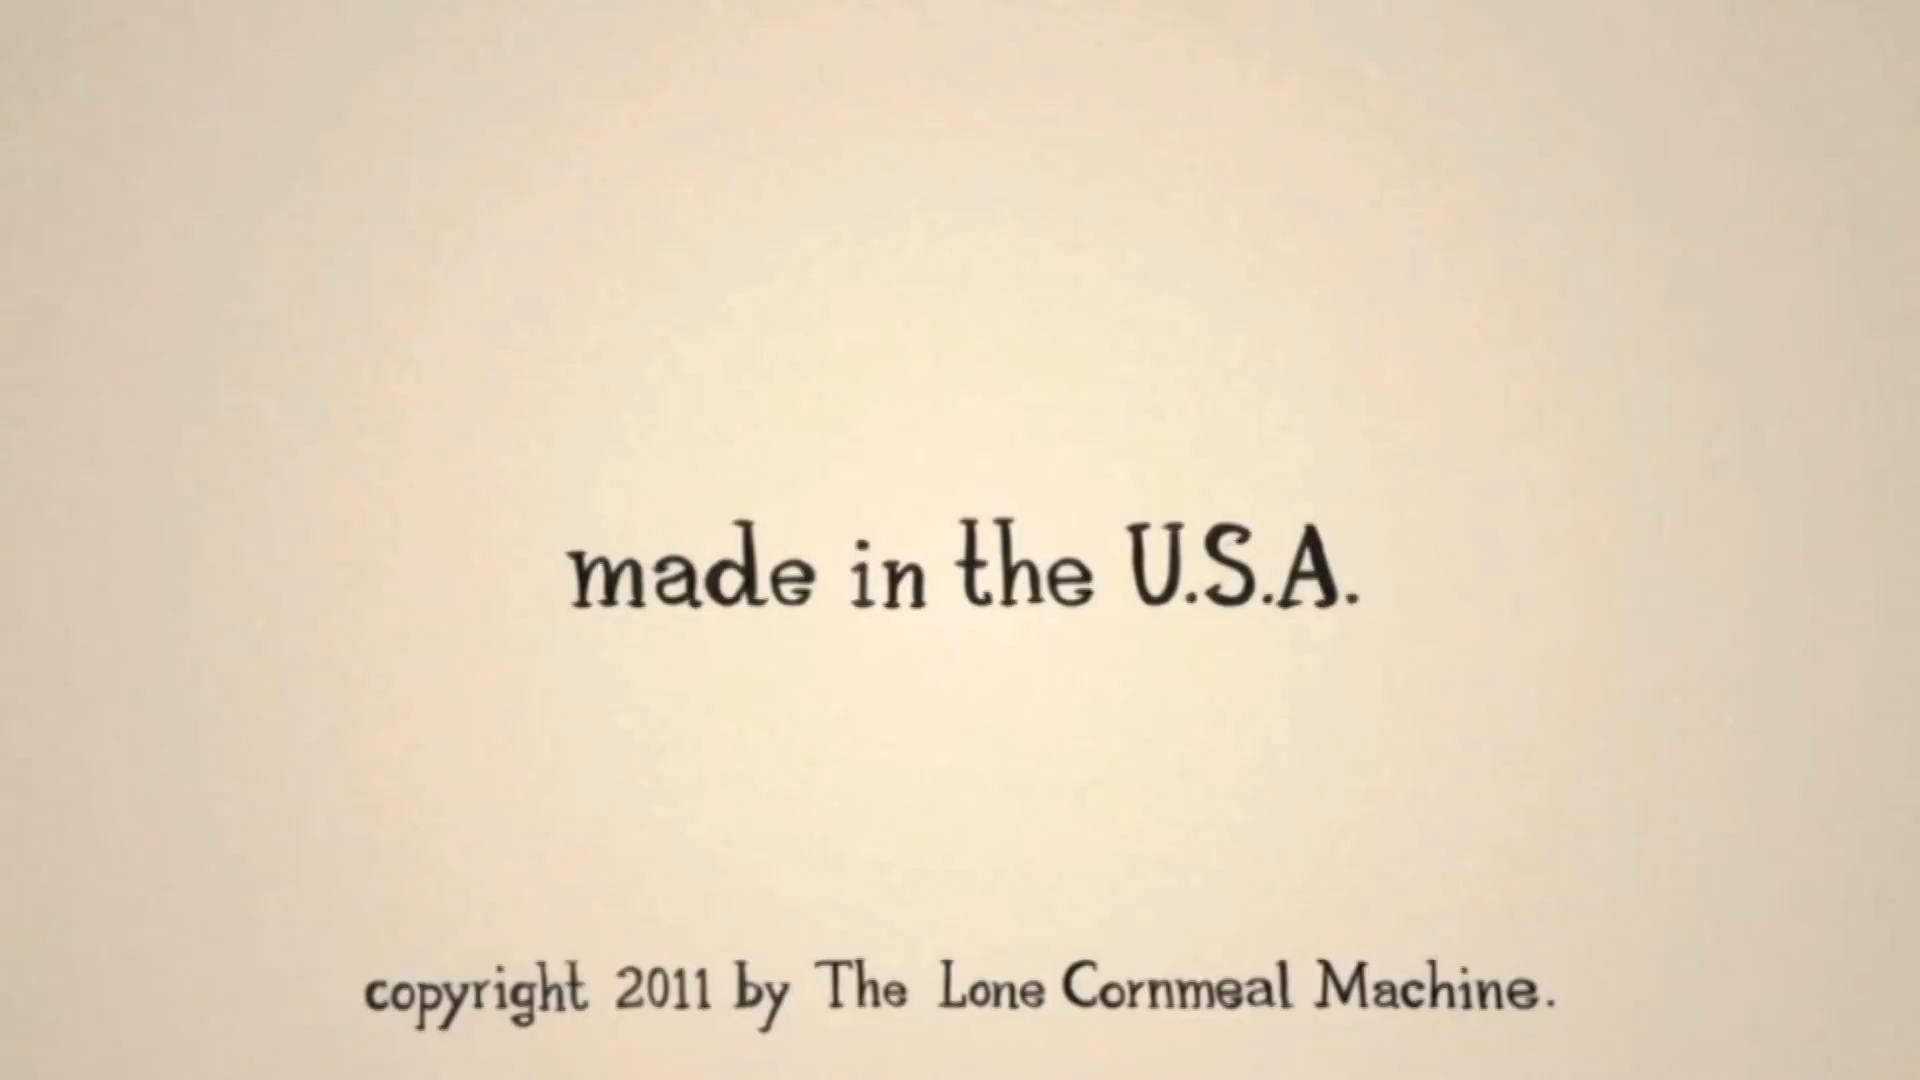 made in the U.S.A.
copyright 2011 by The Lone Cornmeal Machine.